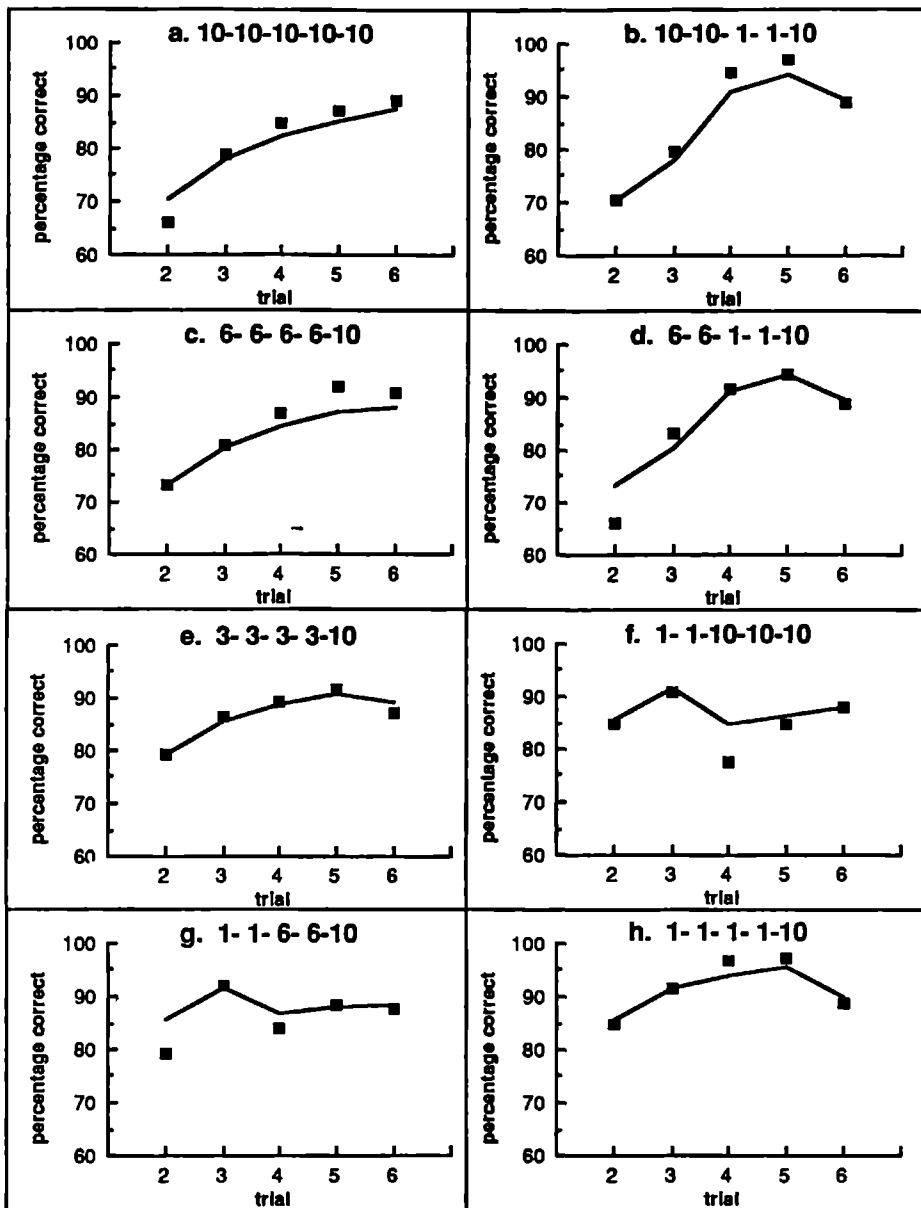 a. 10-10-10-10-10
percentage correct
100
90
80
70
60
2 3 4 5 6
trial
b. 10-10- 1- 1-10
percentage correct
100
90
80
70
60
2 3 4 5 6
trial
c. 6- 6- 6- 6-10
percentage correct
100
90
80
70
60
2 3 4 5 6
trial
d. 6- 6- 1- 1-10
percentage correct
100
90
80
70
60
2 3 4 5 6
trial
e. 3- 3- 3- 3-10
percentage correct
100
90
80
70
60
2 3 4 5 6
trial
f. 1- 1-10-10-10
percentage correct
100
90
80
70
60
2 3 4 5 6
trial
g. 1- 1- 6- 6-10
percentage correct
100
90
80
70
60
2 3 4 5 6
trial
h. 1- 1- 1- 1-10
percentage correct
100
90
80
70
60
2 3 4 5 6
trial